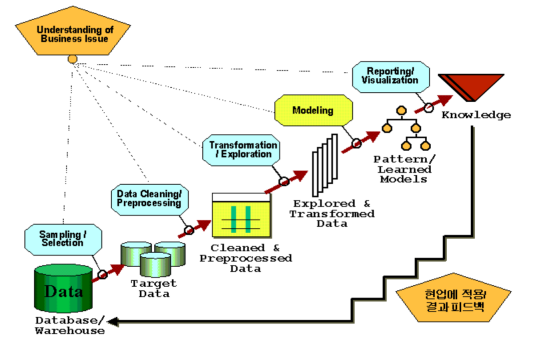 Understanding of
Business Issue
Reporting/
Visualization
Modeling
Knowledge
Transformation
/ Exploration
Pattern/
Learned
Models
Data Cleaning/
Preprocessing
Explored &
Transformed
Data
Sampling /
Selection
Cleaned &
Preprocessed
Data
Target
Data
Data
Database/
Warehouse
현업에 적용/
결과 피드백